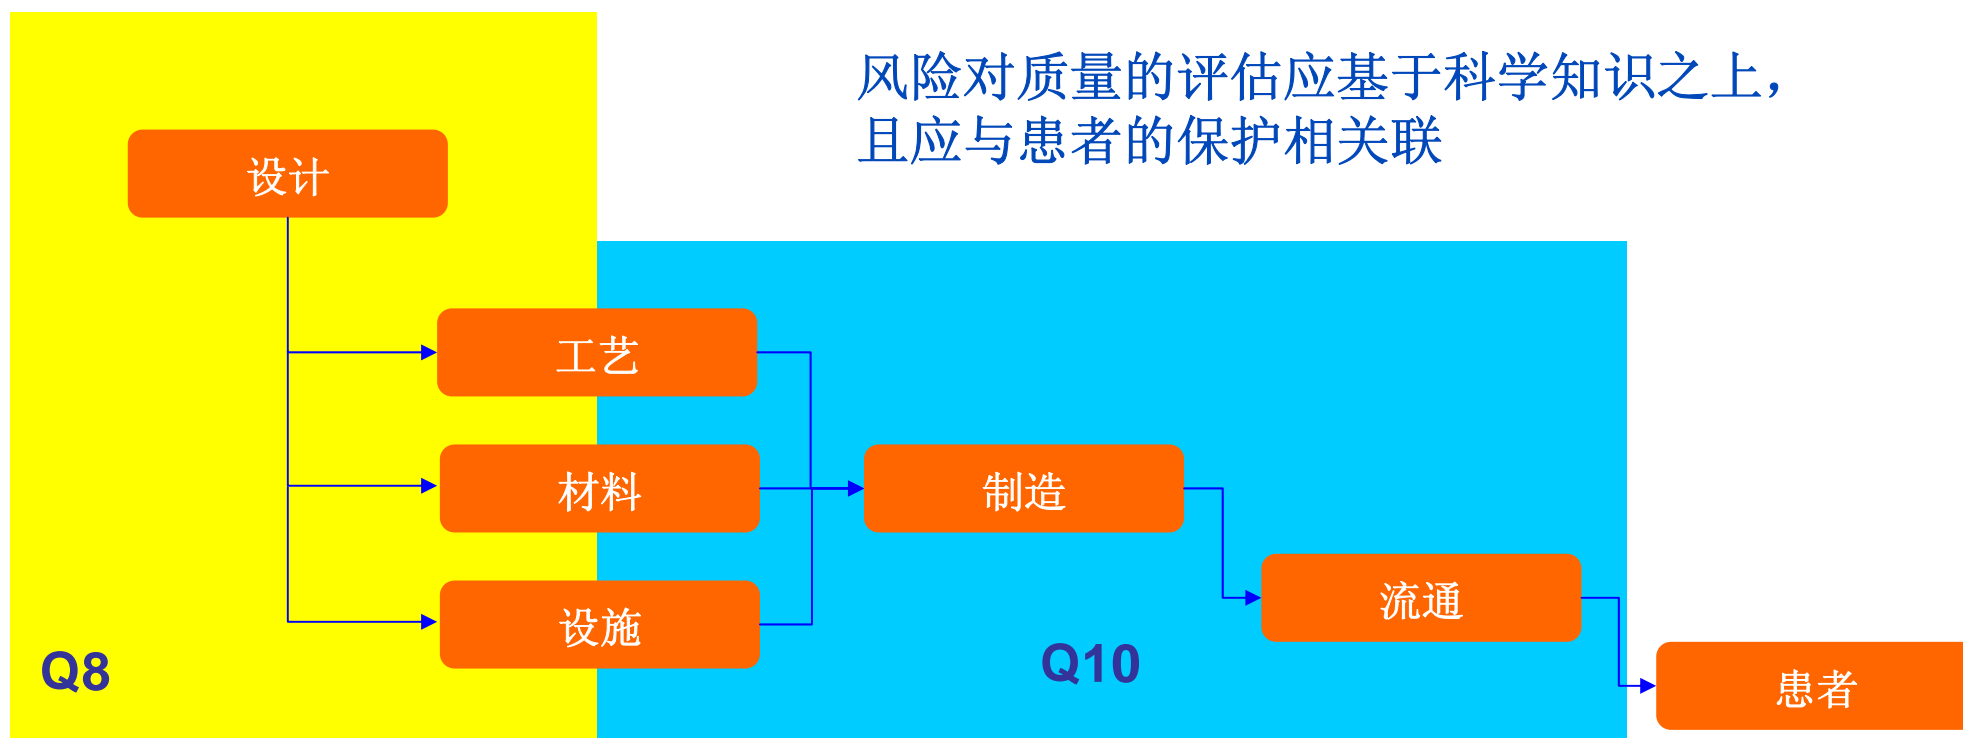 风险对质量的评估应基于科学知识之上，
且应与患者的保护相关联
设计
工艺
材料
制造
设施
流通
Q8
Q10
患者